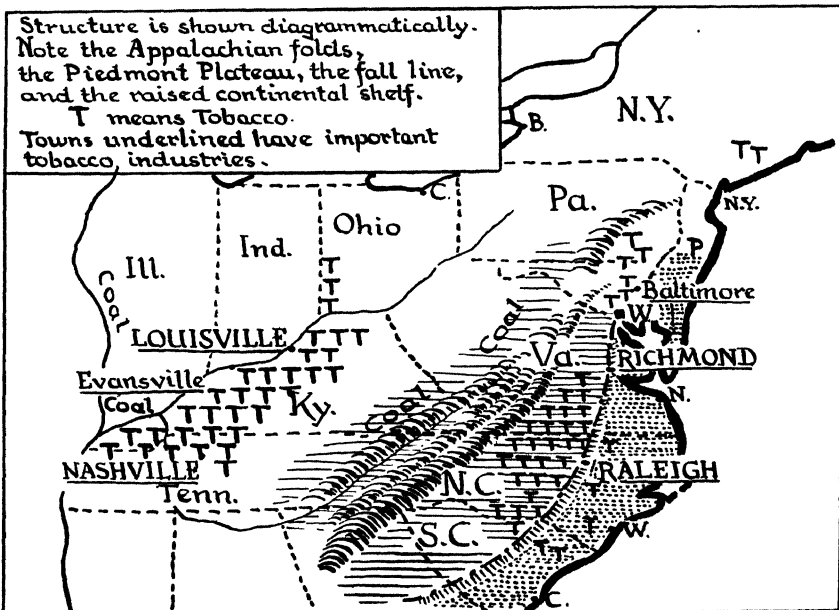 Structure is shown diagrammatically.
Note the Appalachian folds,
the Piedmont Plateau, the fall line,
and the raised continental shelf.
T means Tobacco.
Towns underlined have important
tobacco industries.
B.
N.Y.
T T
C.
Pa.
N.Y.
Ohio
Ind.
Ill.
T
T
T
T T
T T
T
T T
P
Baltimore
W.
Coal
Coal
LOUISVILLE
T T T
T T
Va.
RICHMOND
Evansville
T T T T T
T T T T T
Coal
T T T T
T T T
Ky.
Coal
N.
T
T T T
T T T
T T T T
T T T T T
T T T T
NASHVILLE
T P T T T
T
Tenn.
N.C.
RALEIGH
T
T T T
T
T
S.C.
T
T
W.
T T
C.